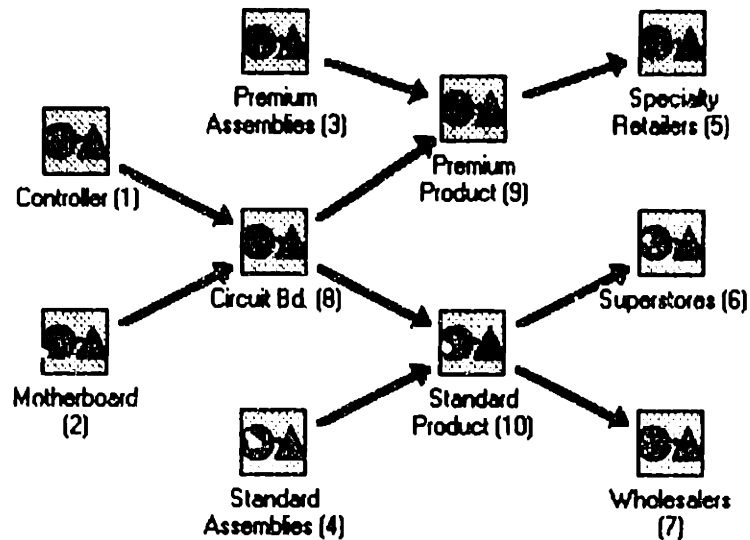 Premium
Assemblies (3)
Specialty
Retailers (5)
Premium
Product (9)
Controller (1)
Circuit Bd. (8)
Superstores (6)
Motherboard
(2)
Standard
Product (10)
Standard
Assemblies (4)
Wholesalers
(7)